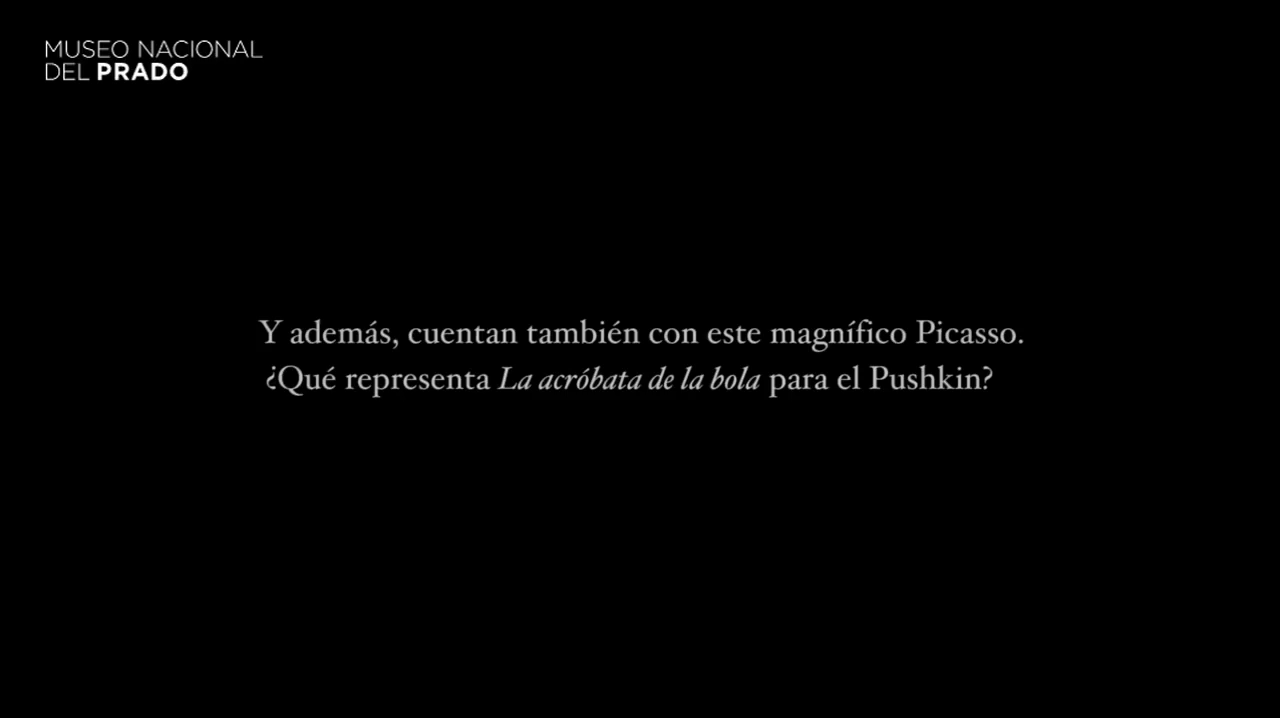 MUSEO NACIONAL
DEL PRADO
Y además, cuentan también con este magnífico Picasso.
¿Qué representa La acróbata de la bola para el Pushkin?